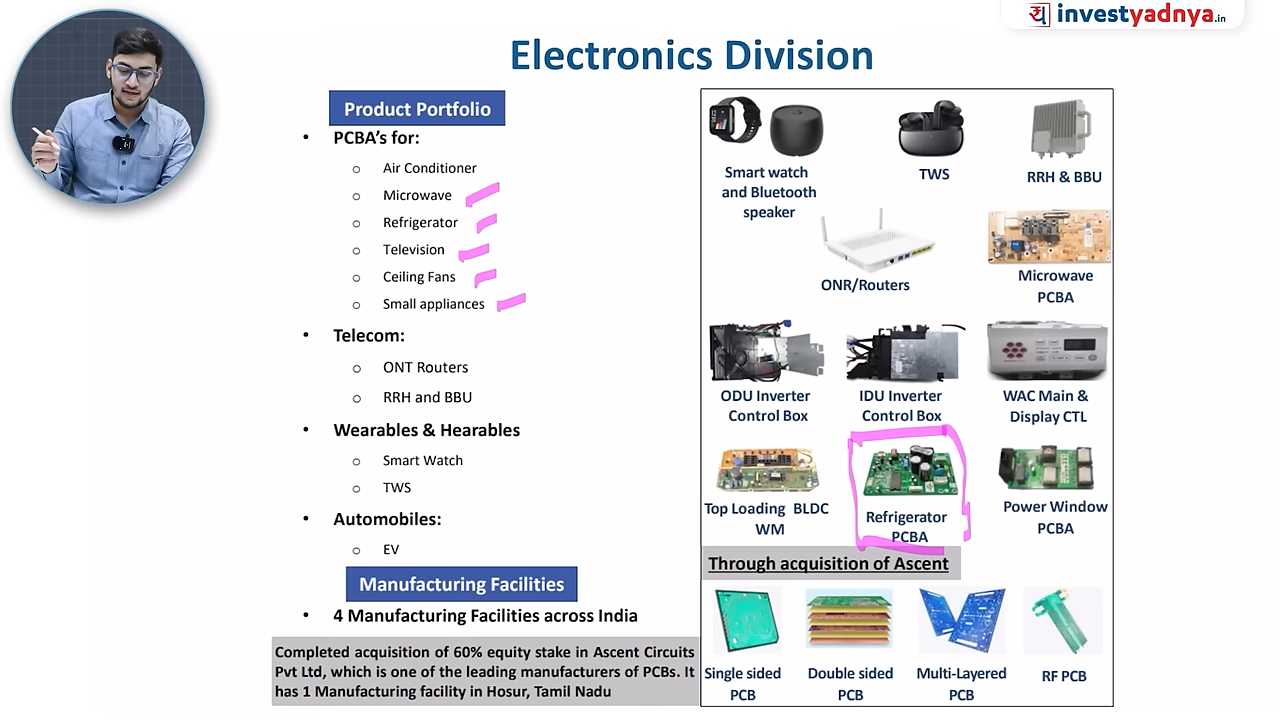 investyadnya.in
Electronics Division
Product Portfolio
• PCBA's for:
o Air Conditioner
o Microwave
o Refrigerator
o Television
o Ceiling Fans
o Small appliances
• Telecom:
o ONT Routers
o RRH and BBU
• Wearables & Hearables
o Smart Watch
o TWS
• Automobiles:
o EV
Manufacturing Facilities
• 4 Manufacturing Facilities across India
Completed acquisition of 60% equity stake in Ascent Circuits
Pvt Ltd, which is one of the leading manufacturers of PCBs. It
has 1 Manufacturing facility in Hosur, Tamil Nadu
Smart watch
and Bluetooth
speaker
TWS
RRH & BBU
ONR/Routers
Microwave
PCBA
ODU Inverter
Control Box
IDU Inverter
Control Box
WAC Main &
Display CTL
Top Loading BLDC
WM
Refrigerator
PCBA
Power Window
PCBA
Through acquisition of Ascent
Single sided
PCB
Double sided
PCB
Multi-Layered
PCB
RF PCB